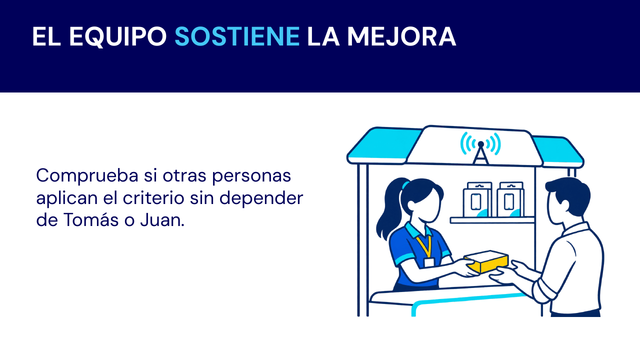 EL EQUIPO SOSTIENE LA MEJORA
Comprueba si otras personas
aplican el criterio sin depender
de Tomás o Juan.